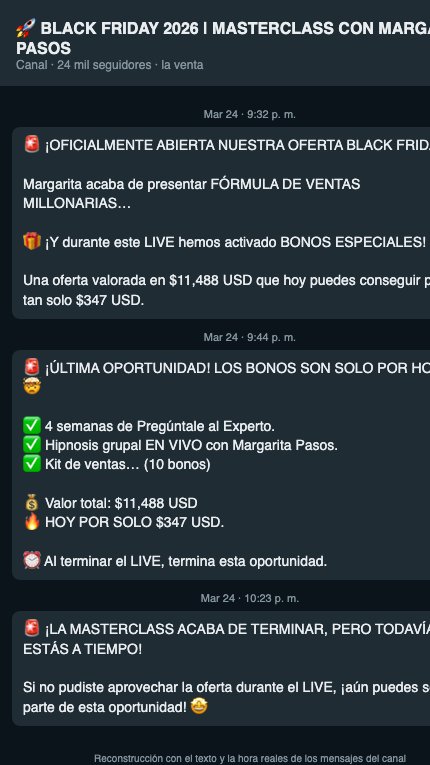 🚀 BLACK FRIDAY 2026 | MASTERCLASS CON
PASOS
Canal · 24 mil seguidores · la venta
Mar 24 · 9:32 p. m.
🚨 ¡OFICIALMENTE ABIERTA NUESTRA OFERTA BLACK
Margarita acaba de presentar FÓRMULA DE VENTAS
MILLONARIAS…
🎁 ¡Y durante este LIVE hemos activado BONOS ESPECIALES!
Una oferta valorada en $11,488 USD que hoy puedes conseguir
tan solo $347 USD.
Mar 24 · 9:44 p. m.
🚨 ¡ÚLTIMA OPORTUNIDAD! LOS BONOS SON SOLO POR
🤯
✅ 4 semanas de Pregúntale al Experto.
✅ Hipnosis grupal EN VIVO con Margarita Pasos.
✅ Kit de ventas… (10 bonos)
💰 Valor total: $11,488 USD
🔥 HOY POR SOLO $347 USD.
⏰ Al terminar el LIVE, termina esta oportunidad.
Mar 24 · 10:23 p. m.
🚨 ¡LA MASTERCLASS ACABA DE TERMINAR, PERO TODAVÍA
ESTÁS A TIEMPO!
Si no pudiste aprovechar la oferta durante el LIVE, ¡aún puedes
parte de esta oportunidad! 🤩
Reconstrucción con el texto y la hora reales de los mensajes del canal